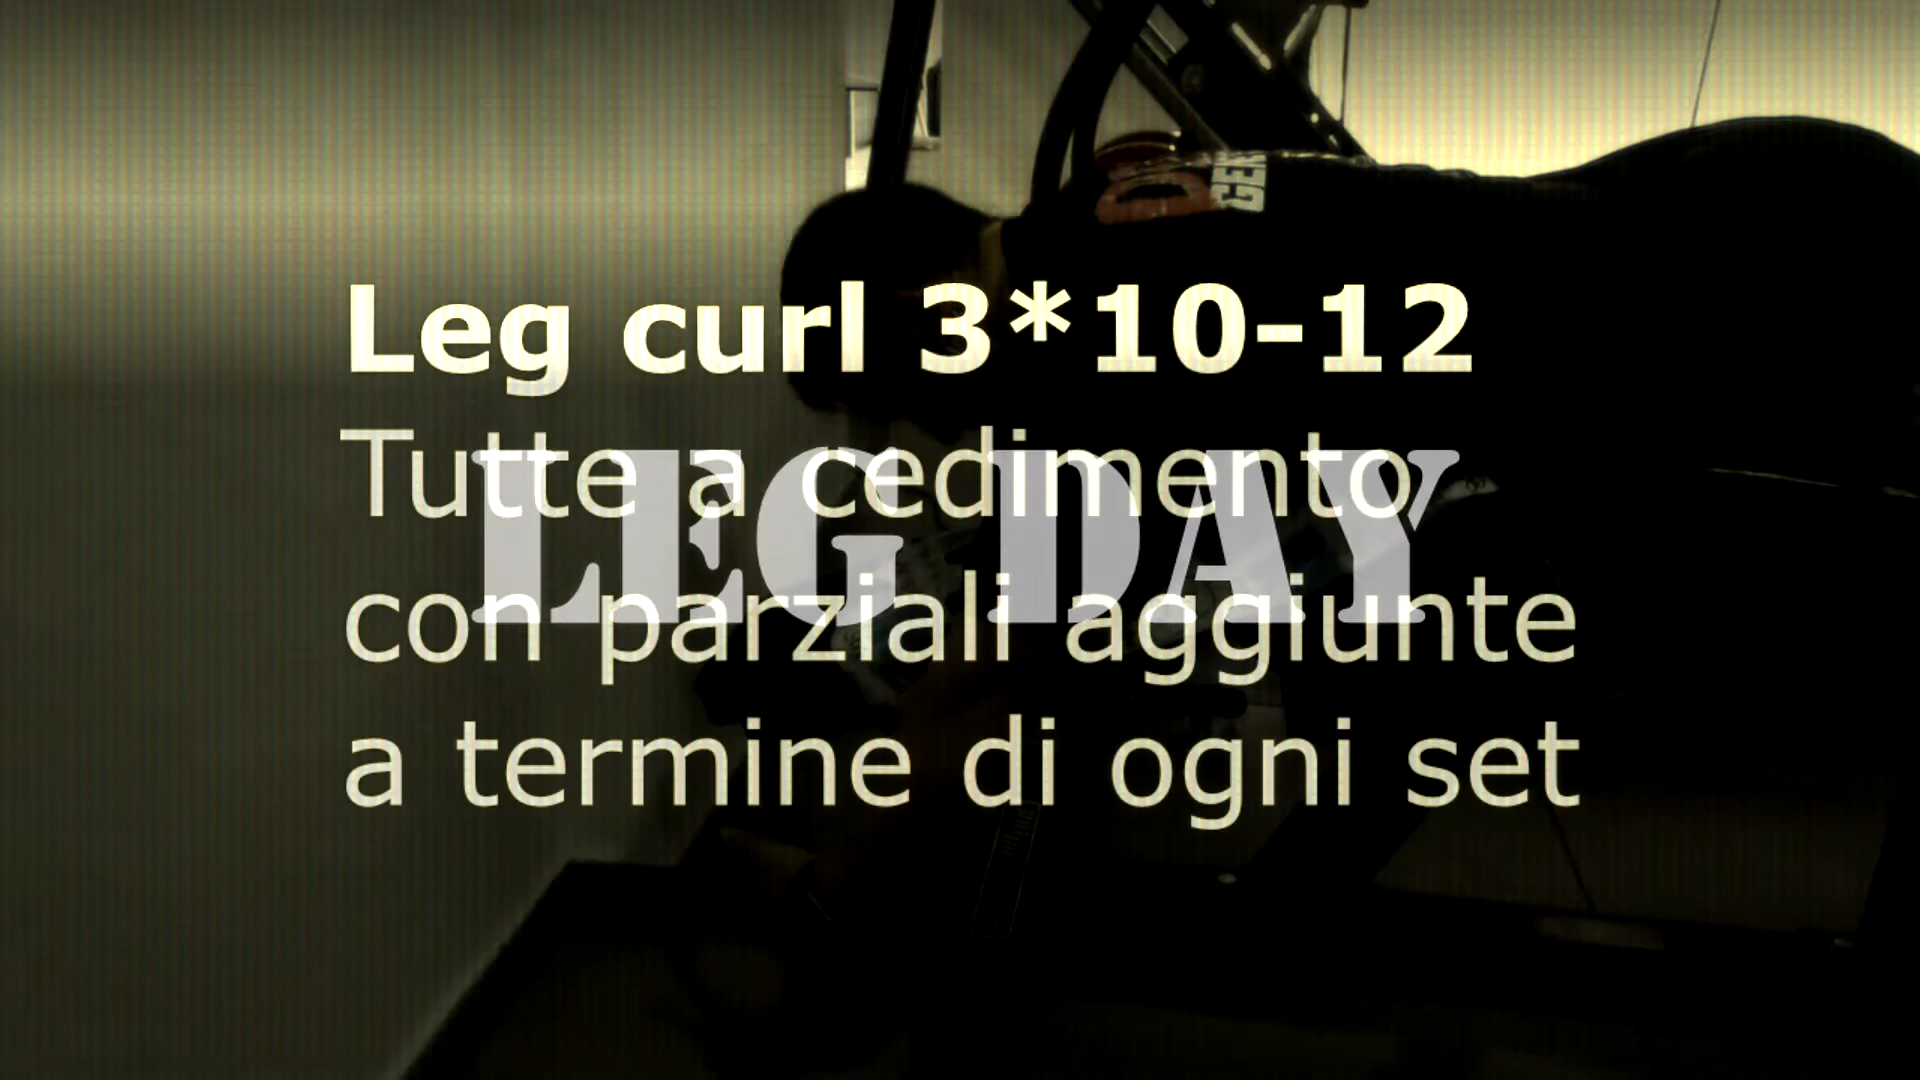 Leg curl 3*10-12
Tutte a cedimento
LEG DAY
con parziali aggiunte
a termine di ogni set